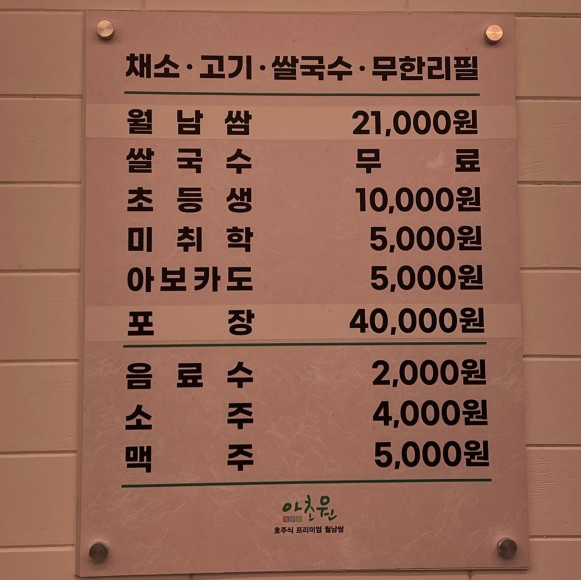 채소·고기·쌀국수·무한리필
월남쌈 21,000원
쌀국수 무료
초등생 10,000원
미취학 5,000원
아보카도 5,000원
포장 40,000원
음료수 2,000원
소주 4,000원
맥주 5,000원
아촌원
호주식 프리미엄 월남쌈